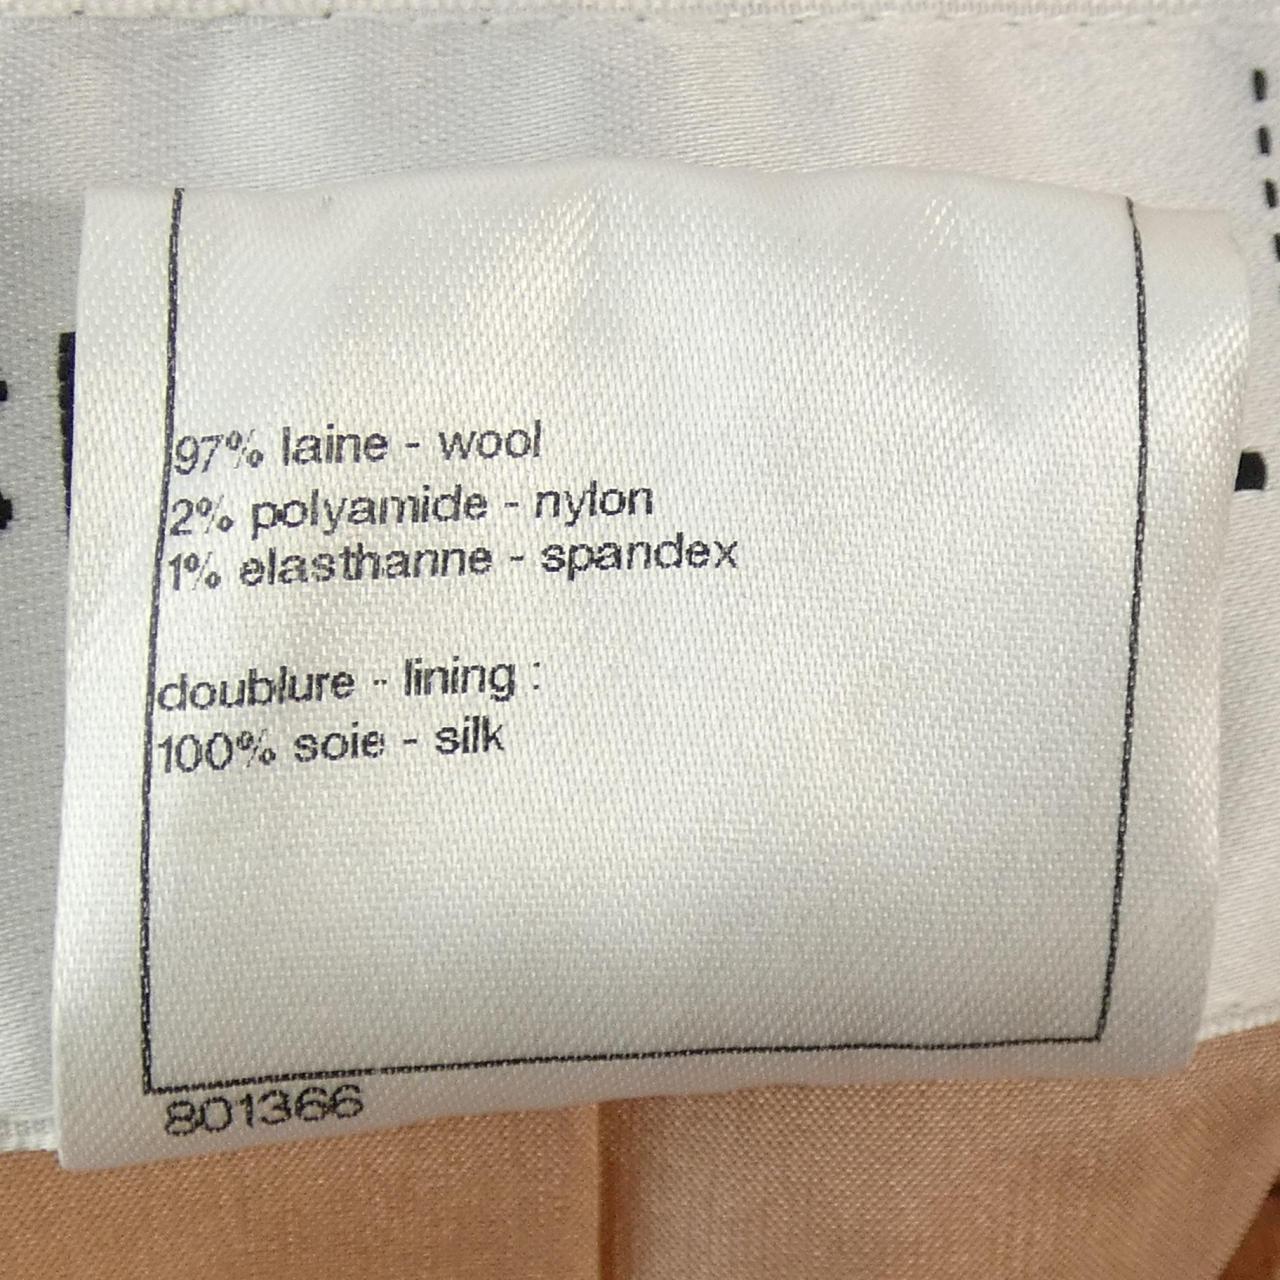 97% laine - wool
2% polyamide - nylon
1% elasthanne - spandex
doublure - lining :
100% soie - silk
801366